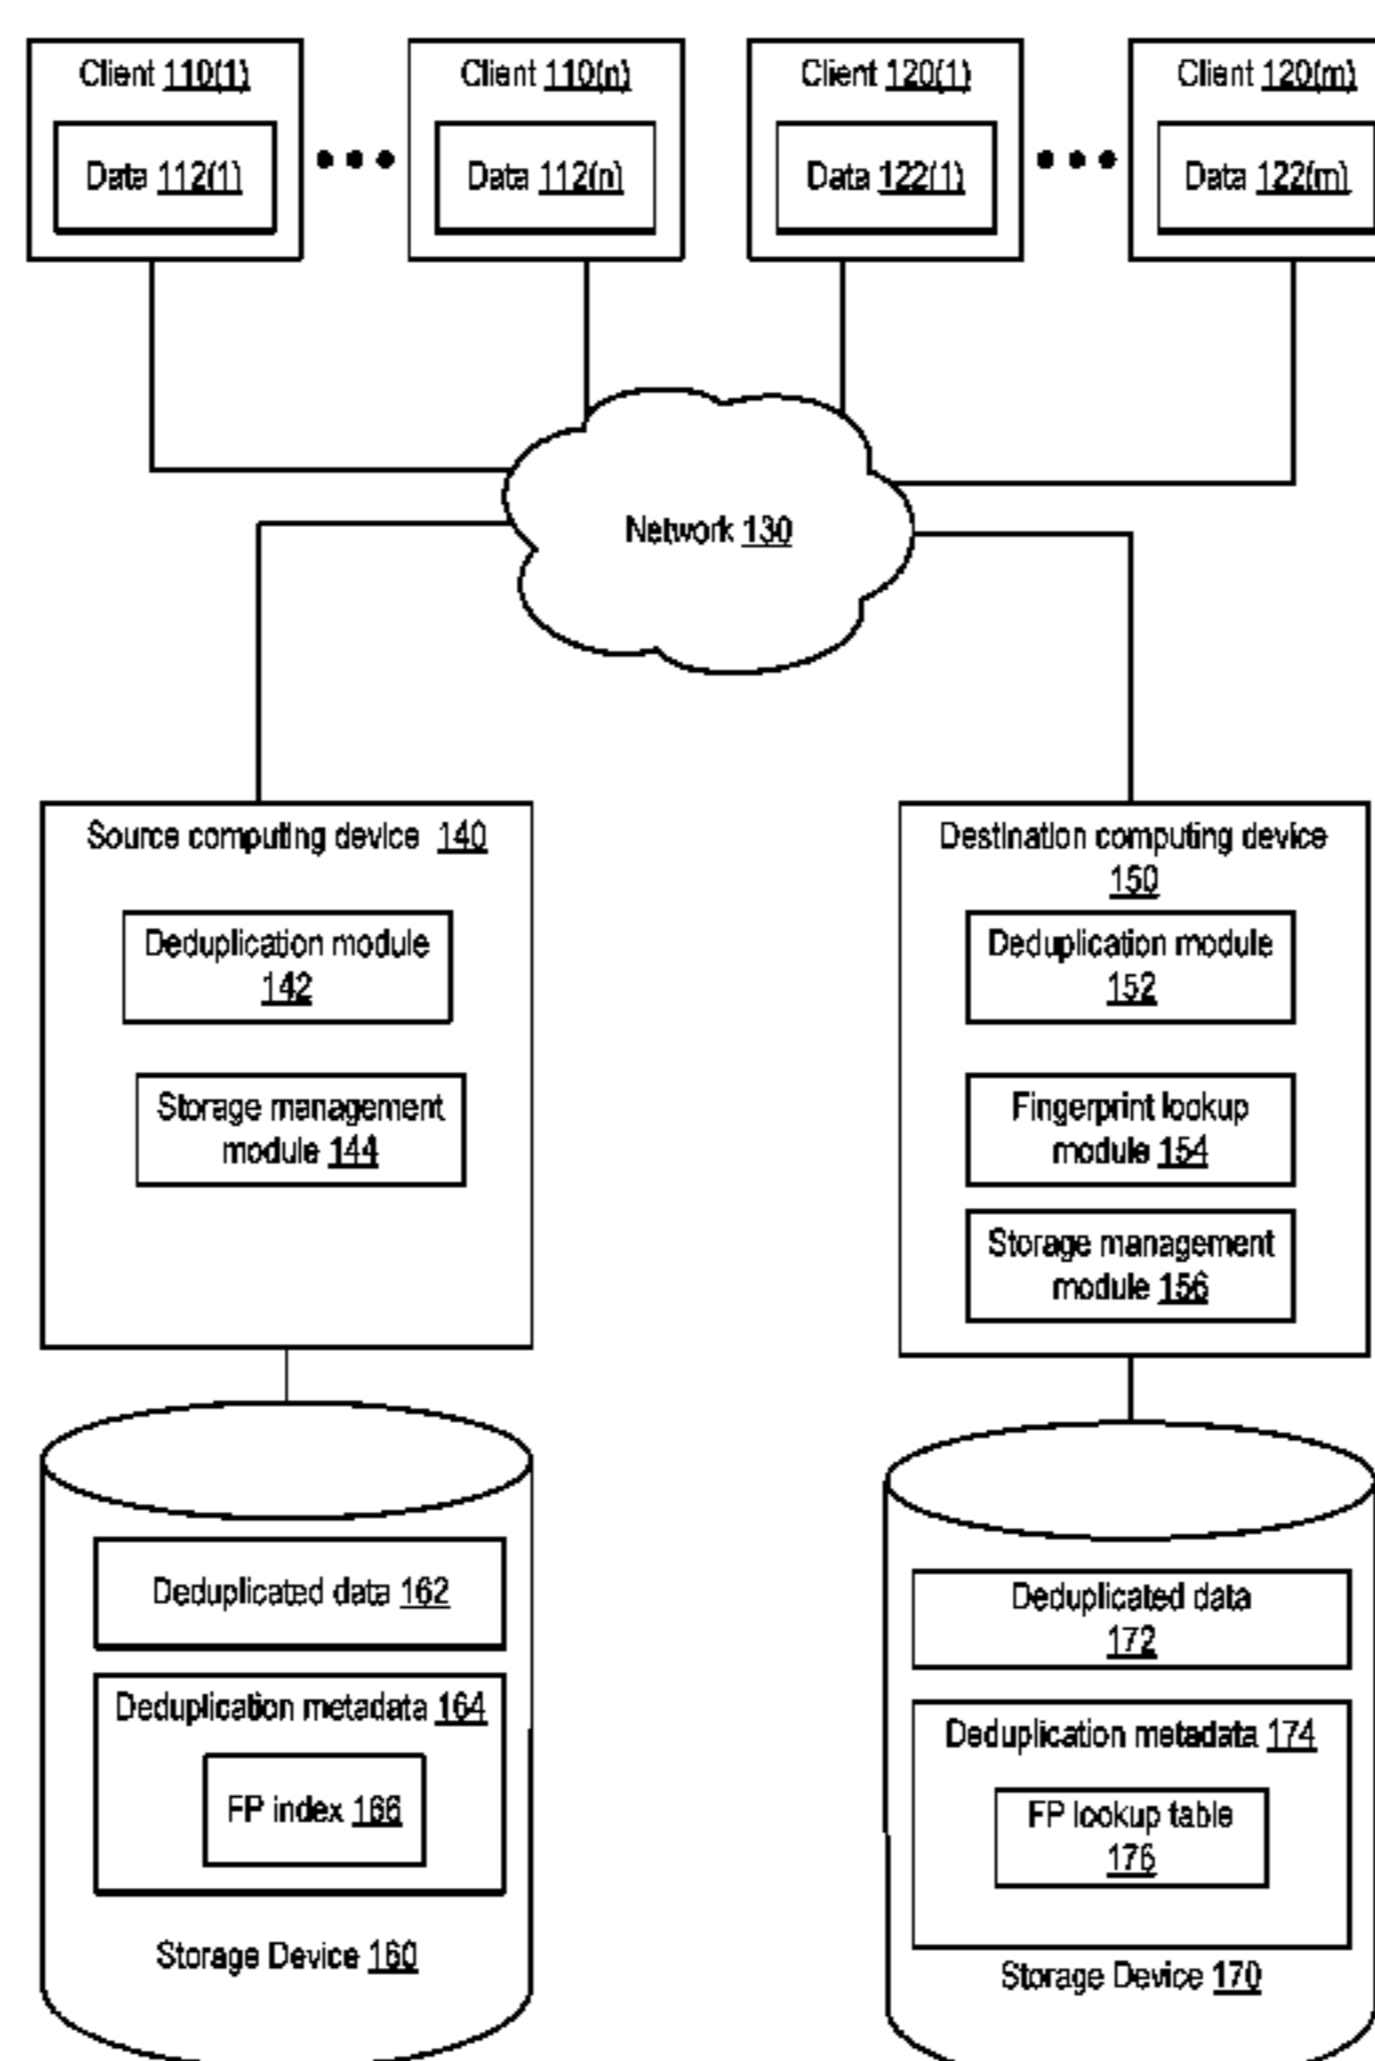 Client 110(1)
Data 112(1)
Client 110(n)
Data 112(n)
Client 120(1)
Data 122(1)
Client 120(m)
Data 122(m)
Network 130
Source computing device 140
Deduplication module
142
Storage management
module 144
Destination computing device
150
Deduplication module
152
Fingerprint lookup
module 154
Storage management
module 156
Deduplicated data 162
Deduplication metadata 164
FP index 166
Storage Device 160
Deduplicated data
172
Deduplication metadata 174
FP lookup table
176
Storage Device 170